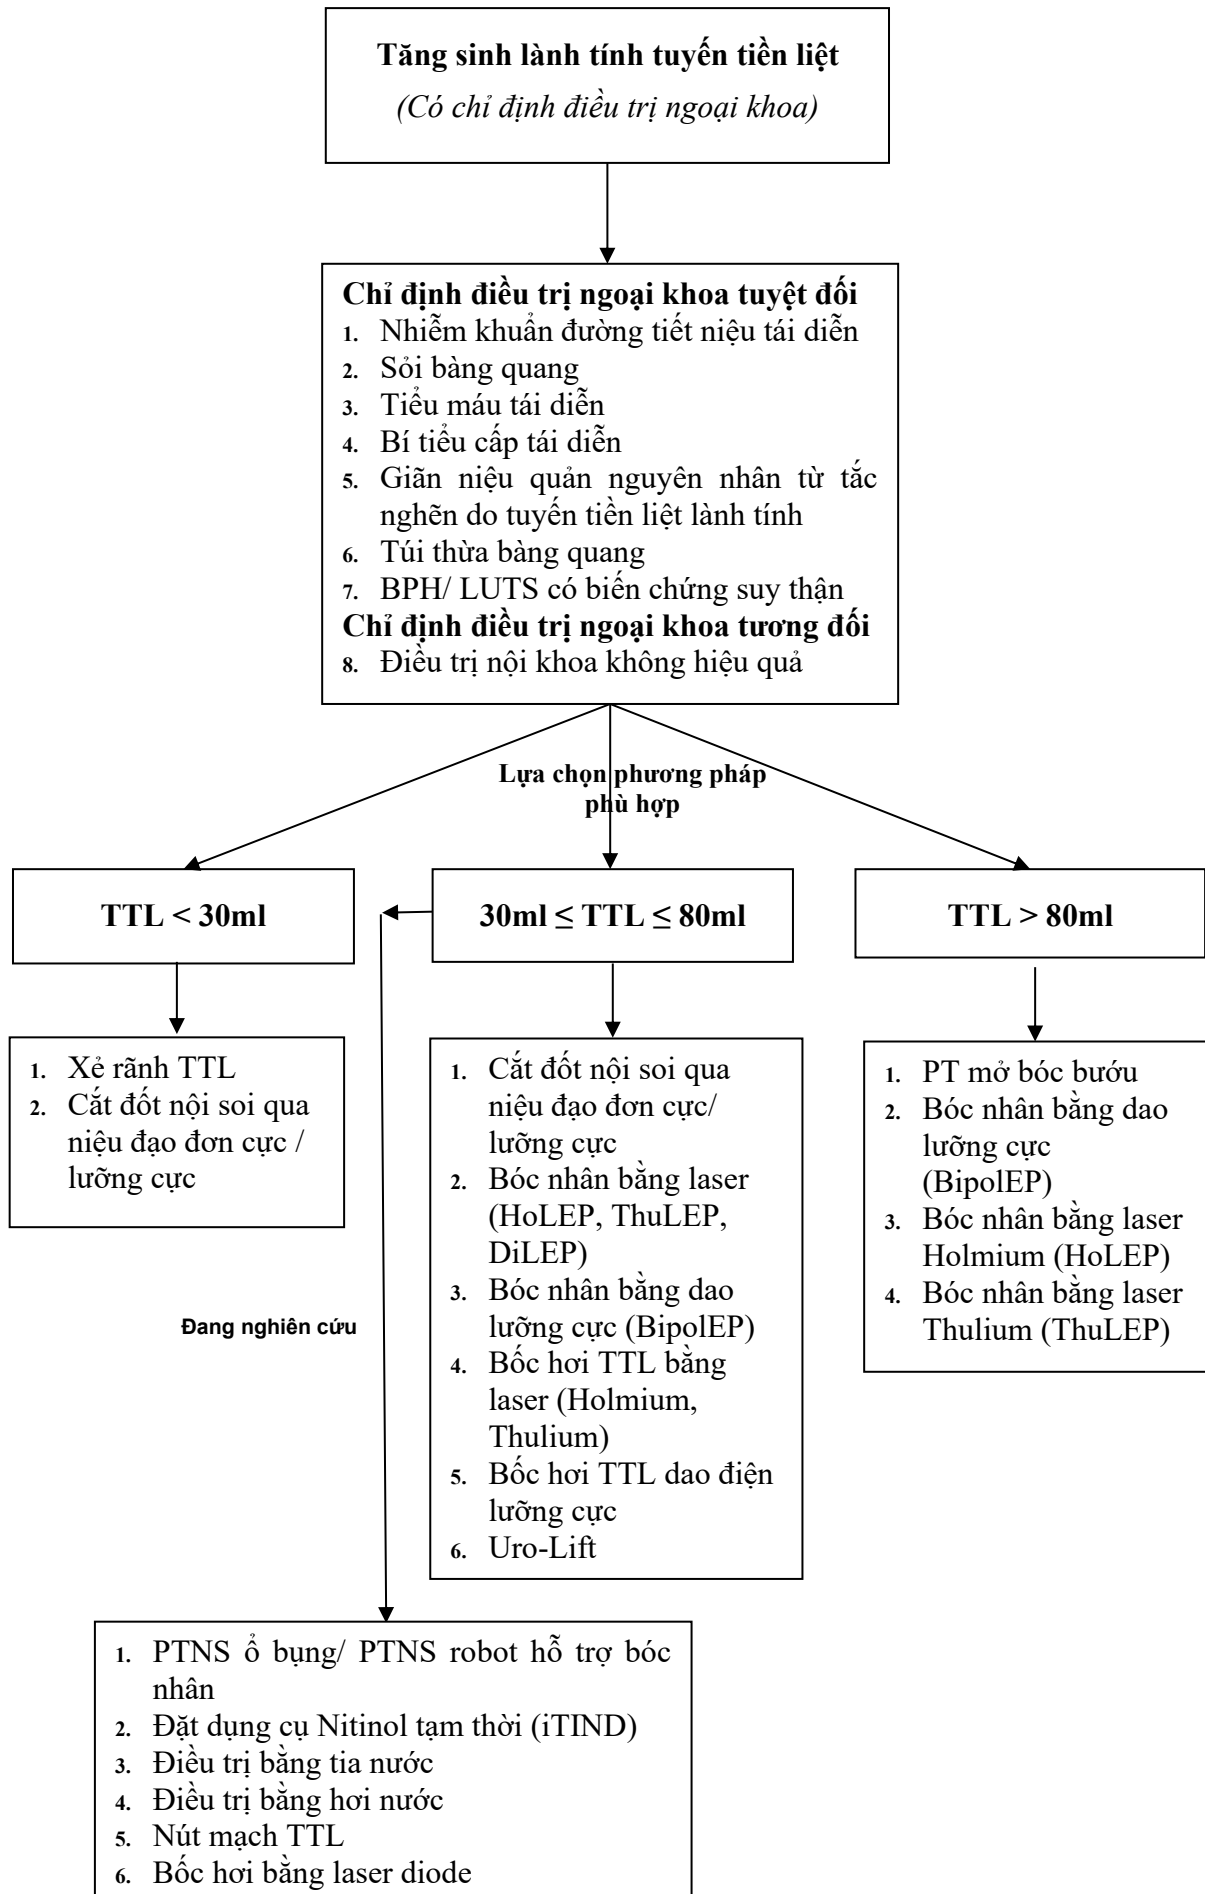 Tăng sinh lành tính tuyến tiền liệt
(Có chỉ định điều trị ngoại khoa)
Chỉ định điều trị ngoại khoa tuyệt đối
1. Nhiễm khuẩn đường tiết niệu tái diễn
2. Sỏi bàng quang
3. Tiểu máu tái diễn
4. Bí tiểu cấp tái diễn
5. Giãn niệu quản nguyên nhân từ tắc
nghẽn do tuyến tiền liệt lành tính
6. Túi thừa bàng quang
7. BPH/ LUTS có biến chứng suy thận
Chỉ định điều trị ngoại khoa tương đối
8. Điều trị nội khoa không hiệu quả
Lựa chọn phương pháp
phù hợp
TTL < 30ml
30ml ≤ TTL ≤ 80ml
TTL > 80ml
1. Xẻ rãnh TTL
2. Cắt đốt nội soi qua
niệu đạo đơn cực /
lưỡng cực
1. Cắt đốt nội soi qua
niệu đạo đơn cực/
lưỡng cực
2. Bóc nhân bằng laser
(HoLEP, ThuLEP,
DiLEP)
3. Bóc nhân bằng dao
lưỡng cực (BipolEP)
4. Bốc hơi TTL bằng
laser (Holmium,
Thulium)
5. Bốc hơi TTL dao điện
lưỡng cực
6. Uro-Lift
1. PT mở bóc bướu
2. Bóc nhân bằng dao
lưỡng cực
(BipolEP)
3. Bóc nhân bằng laser
Holmium (HoLEP)
4. Bóc nhân bằng laser
Thulium (ThuLEP)
Đang nghiên cứu
1. PTNS ổ bụng/ PTNS robot hỗ trợ bóc
nhân
2. Đặt dụng cụ Nitinol tạm thời (iTIND)
3. Điều trị bằng tia nước
4. Điều trị bằng hơi nước
5. Nút mạch TTL
6. Bốc hơi bằng laser diode